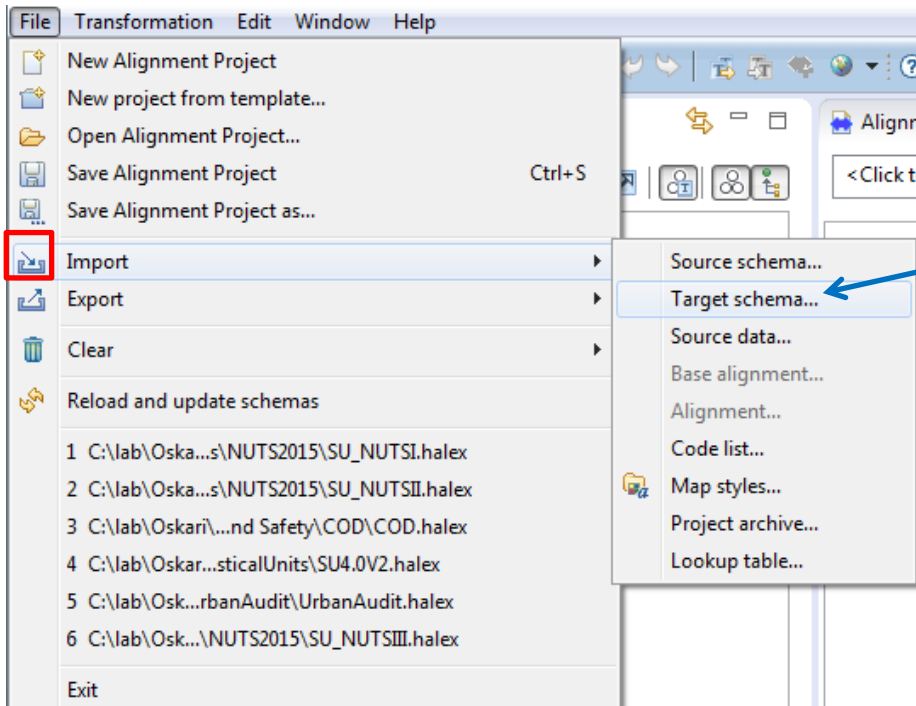 File Transformation Edit Window Help
New Alignment Project
New project from template...
Open Alignment Project...
Save Alignment Project Ctrl+S
Save Alignment Project as...
Import
Export
Clear
Reload and update schemas
1 C:\lab\Oska...s\NUTS2015\SU_NUTSI.halex
2 C:\lab\Oska...s\NUTS2015\SU_NUTSII.halex
3 C:\lab\Oskari\...nd Safety\COD\COD.halex
4 C:\lab\Oskar...sticalUnits\SU4.0V2.halex
5 C:\lab\Osk...rbanAudit\UrbanAudit.halex
6 C:\lab\Osk...\NUTS2015\SU_NUTSIII.halex
Exit
Source schema...
Target schema...
Source data...
Base alignment...
Alignment...
Code list...
Map styles...
Project archive...
Lookup table...
Alignr
<Click t